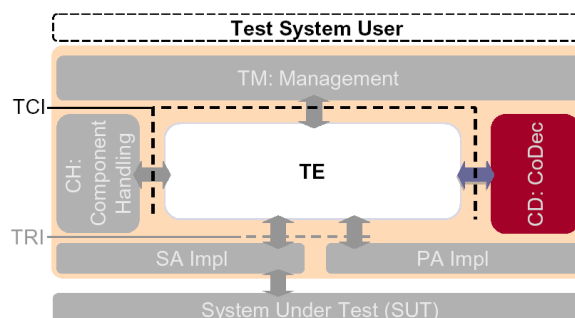 Test System User
TM: Management
TCI
CH:
Component
Handling
TE
CD: CoDec
TRI
SA Impl
PA Impl
System Under Test (SUT)